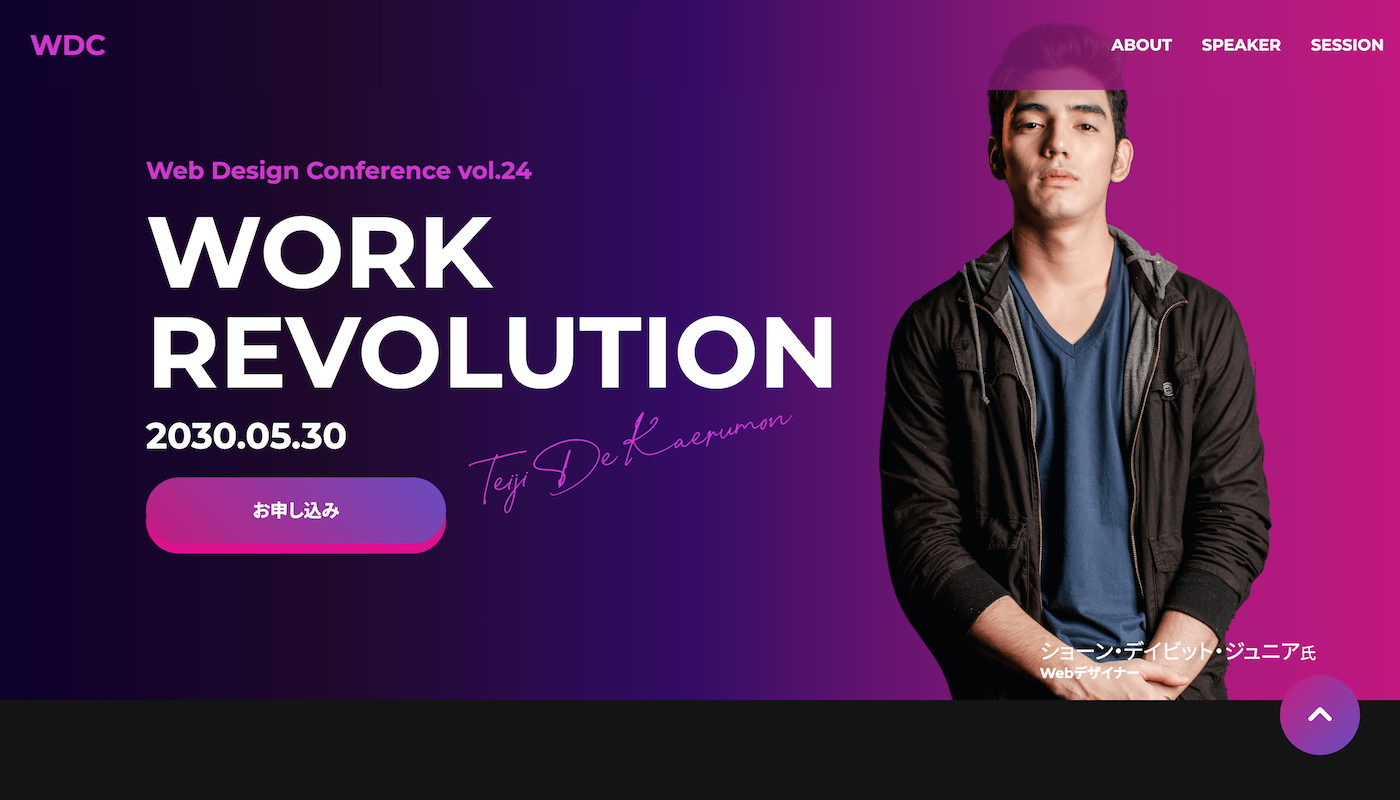 WDC
ABOUT SPEAKER SESSION
Web Design Conference vol.24
WORK
REVOLUTION
2030.05.30
Teiji De Kaerumon
お申し込み
ショーン・デイビット・ジュニア氏
Webデザイナー